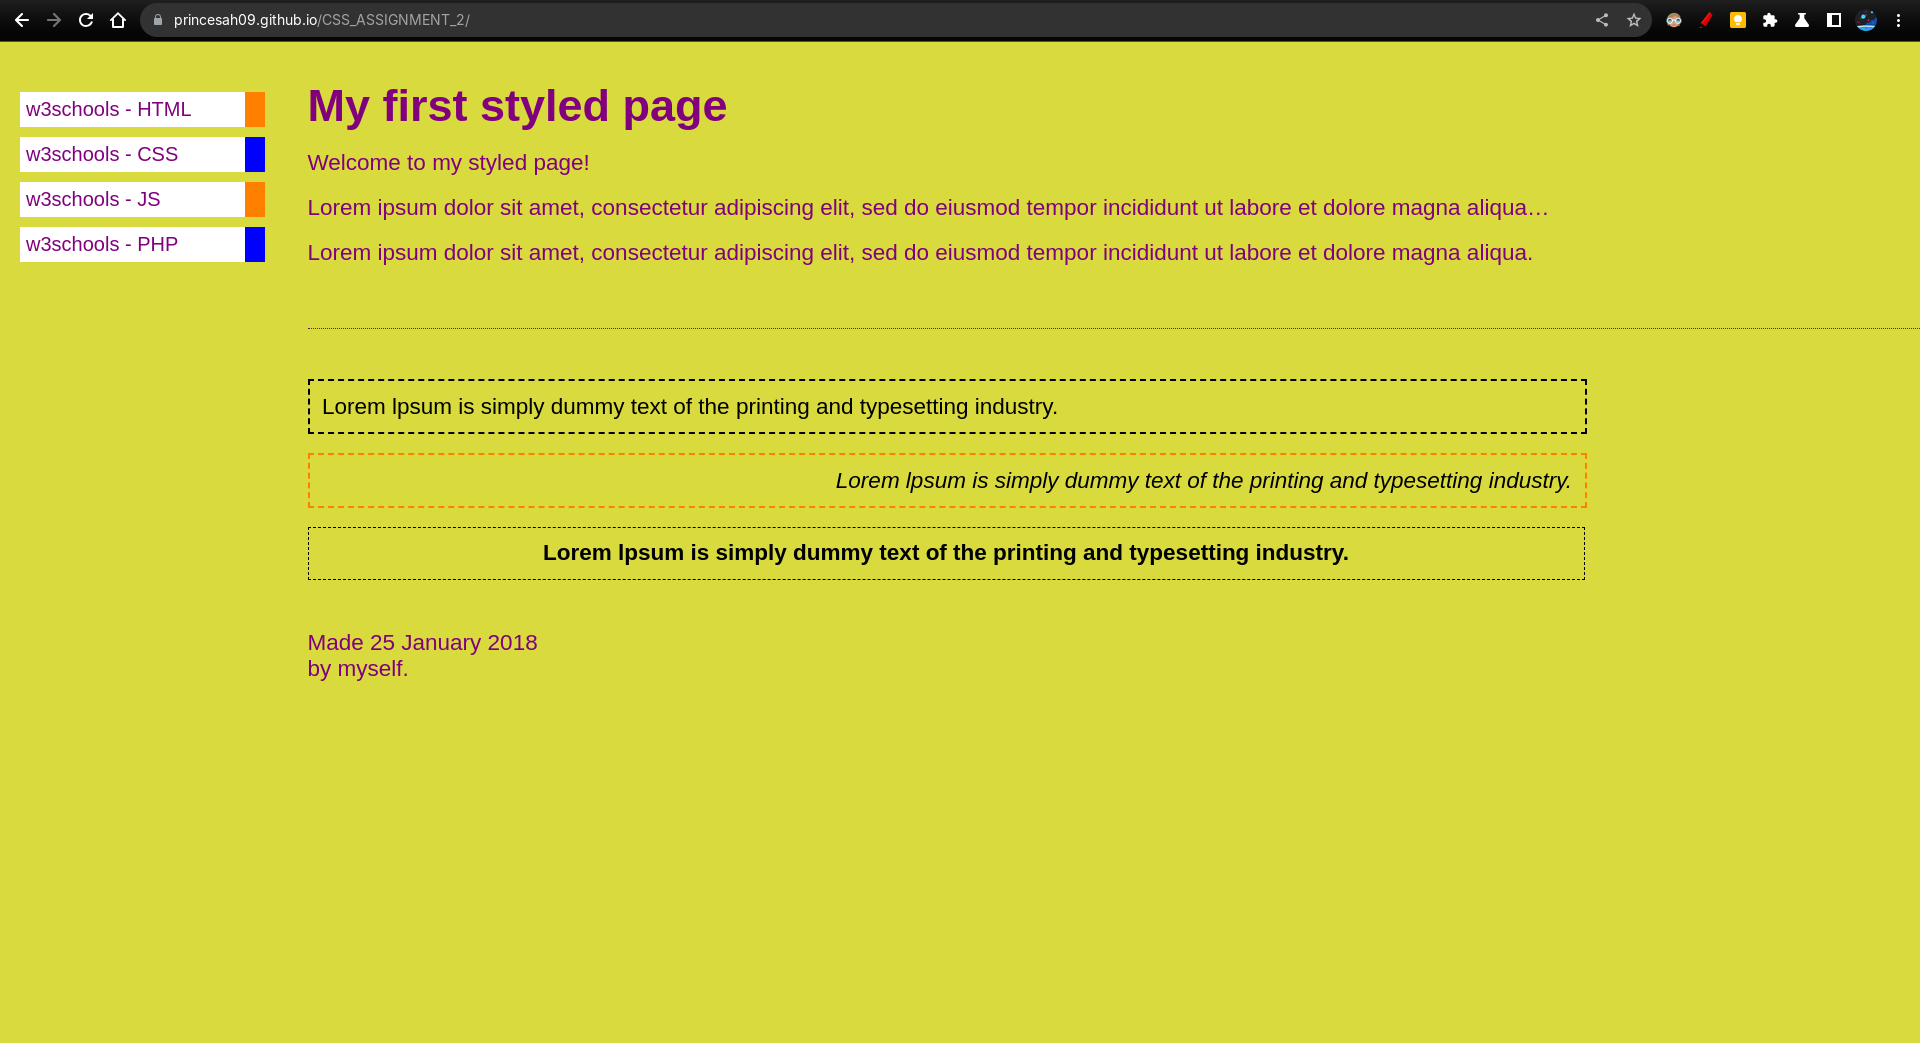 princesah09.github.io/CSS_ASSIGNMENT_2/
w3schools - HTML
w3schools - CSS
w3schools - JS
w3schools - PHP
My first styled page
Welcome to my styled page!
Lorem ipsum dolor sit amet, consectetur adipiscing elit, sed do eiusmod tempor incididunt ut labore et dolore magna aliqua…
Lorem ipsum dolor sit amet, consectetur adipiscing elit, sed do eiusmod tempor incididunt ut labore et dolore magna aliqua.
Lorem lpsum is simply dummy text of the printing and typesetting industry.
Lorem lpsum is simply dummy text of the printing and typesetting industry.
Lorem lpsum is simply dummy text of the printing and typesetting industry.
Made 25 January 2018
by myself.